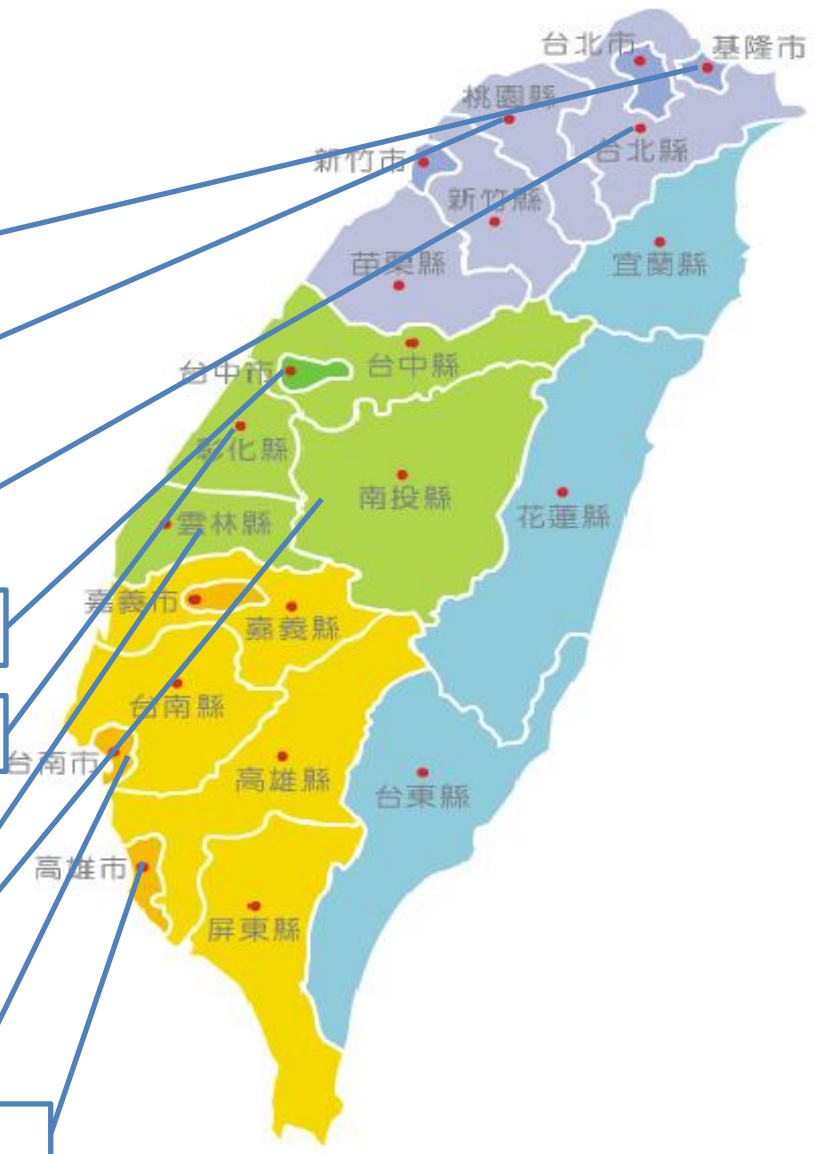 台北市
基隆市
桃園縣
新竹市
台北縣
新竹縣
苗栗縣
宜蘭縣
台中市
台中縣
彰化縣
南投縣
雲林縣
花蓮縣
嘉義市
嘉義縣
台南縣
台南市
高雄縣
台東縣
高雄市
屏東縣